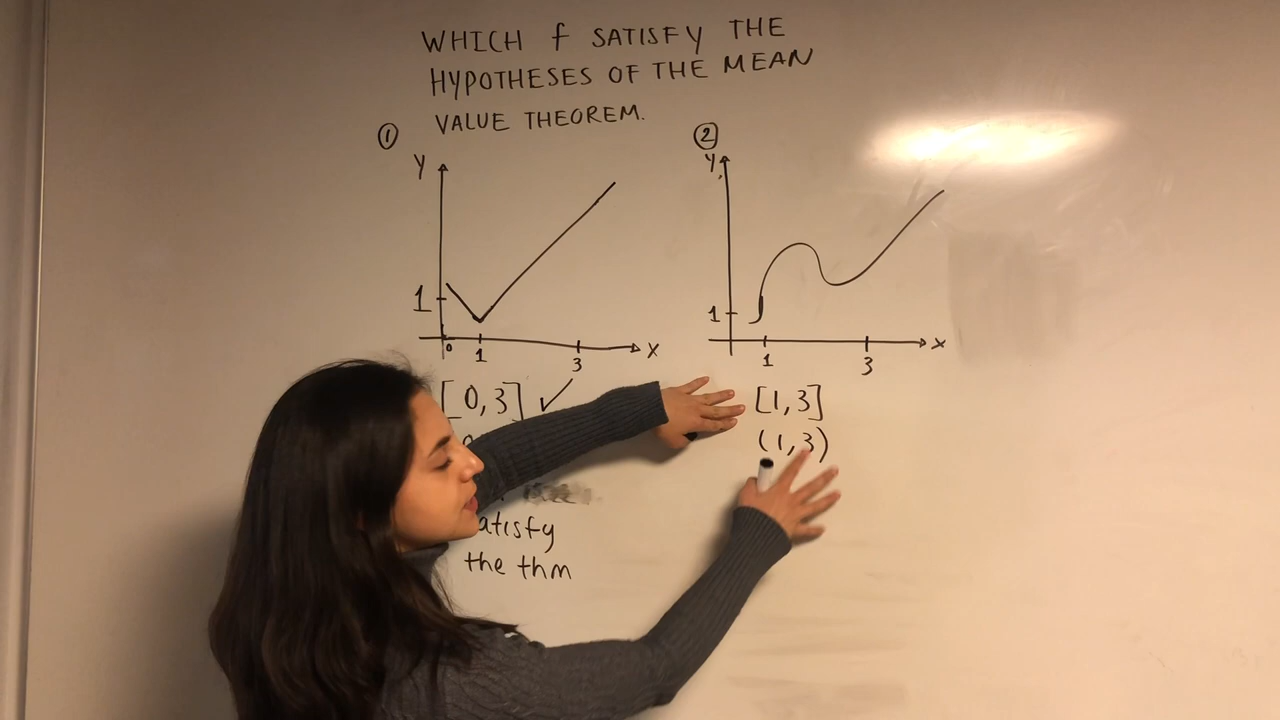 WHICH f SATISFY THE
HYPOTHESES OF THE MEAN
VALUE THEOREM.
① ②
Y Y
1 1
0 1 3 X 1 3 X
[0,3] ✓ [1,3]
(1,3)
atisfy
the thm